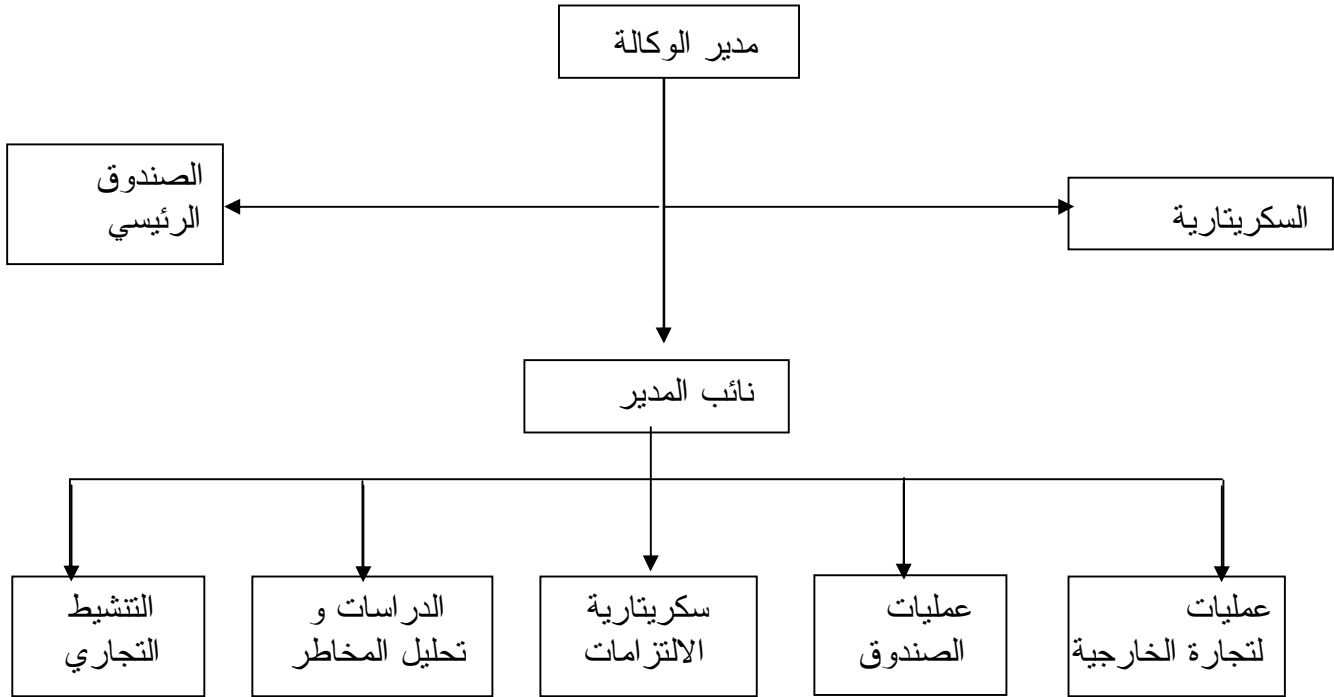 مدير الوكالة
السكريتارية
الصندوق
الرئيسي
نائب المدير
عمليات
لتجارة الخارجية
عمليات
الصندوق
سكريتارية
الالتزامات
الدراسات و
تحليل المخاطر
التنشيط
التجاري